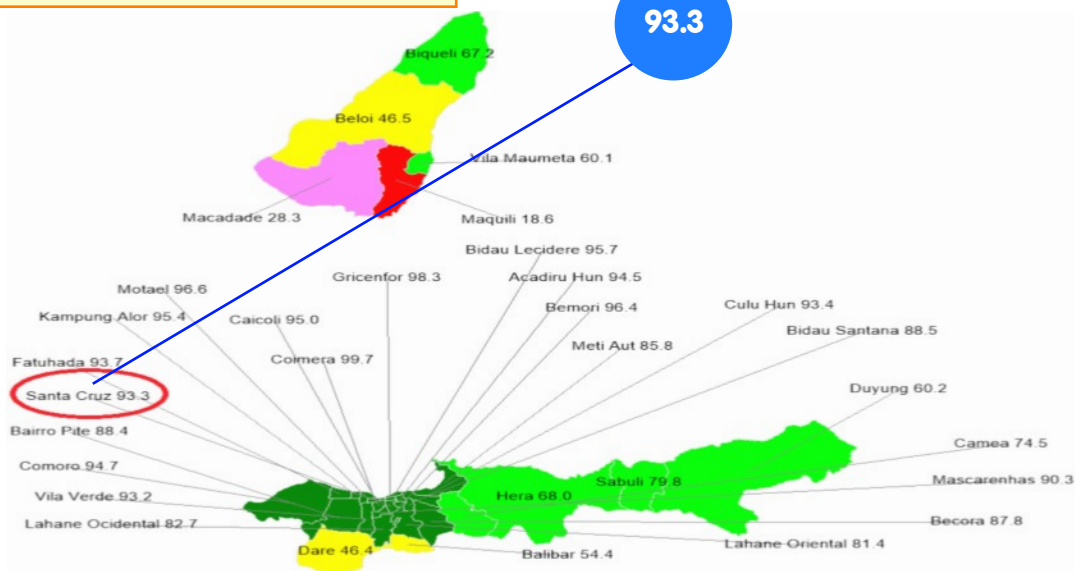 93.3
Biqueli 67.2
Beloi 46.5
Vila Maumeta 60.1
Macadade 28.3
Maquili 18.6
Bidau Lecidere 95.7
Gricenfor 98.3
Acadiru Hun 94.5
Motael 96.6
Bemori 96.4
Culu Hun 93.4
Kampung Alor 95.4
Caicoli 95.0
Bidau Santana 88.5
Meti Aut 85.8
Coimera 99.7
Fatuhada 93.7
Santa Cruz 93.3
Duyung 60.2
Bairro Pite 88.4
Camea 74.5
Comoro 94.7
Mascarenhas 90.3
Sabuli 79.8
Vila Verde 93.2
Hera 68.0
Becora 87.8
Lahane Ocidental 82.7
Lahane Oriental 81.4
Dare 46.4
Balibar 54.4